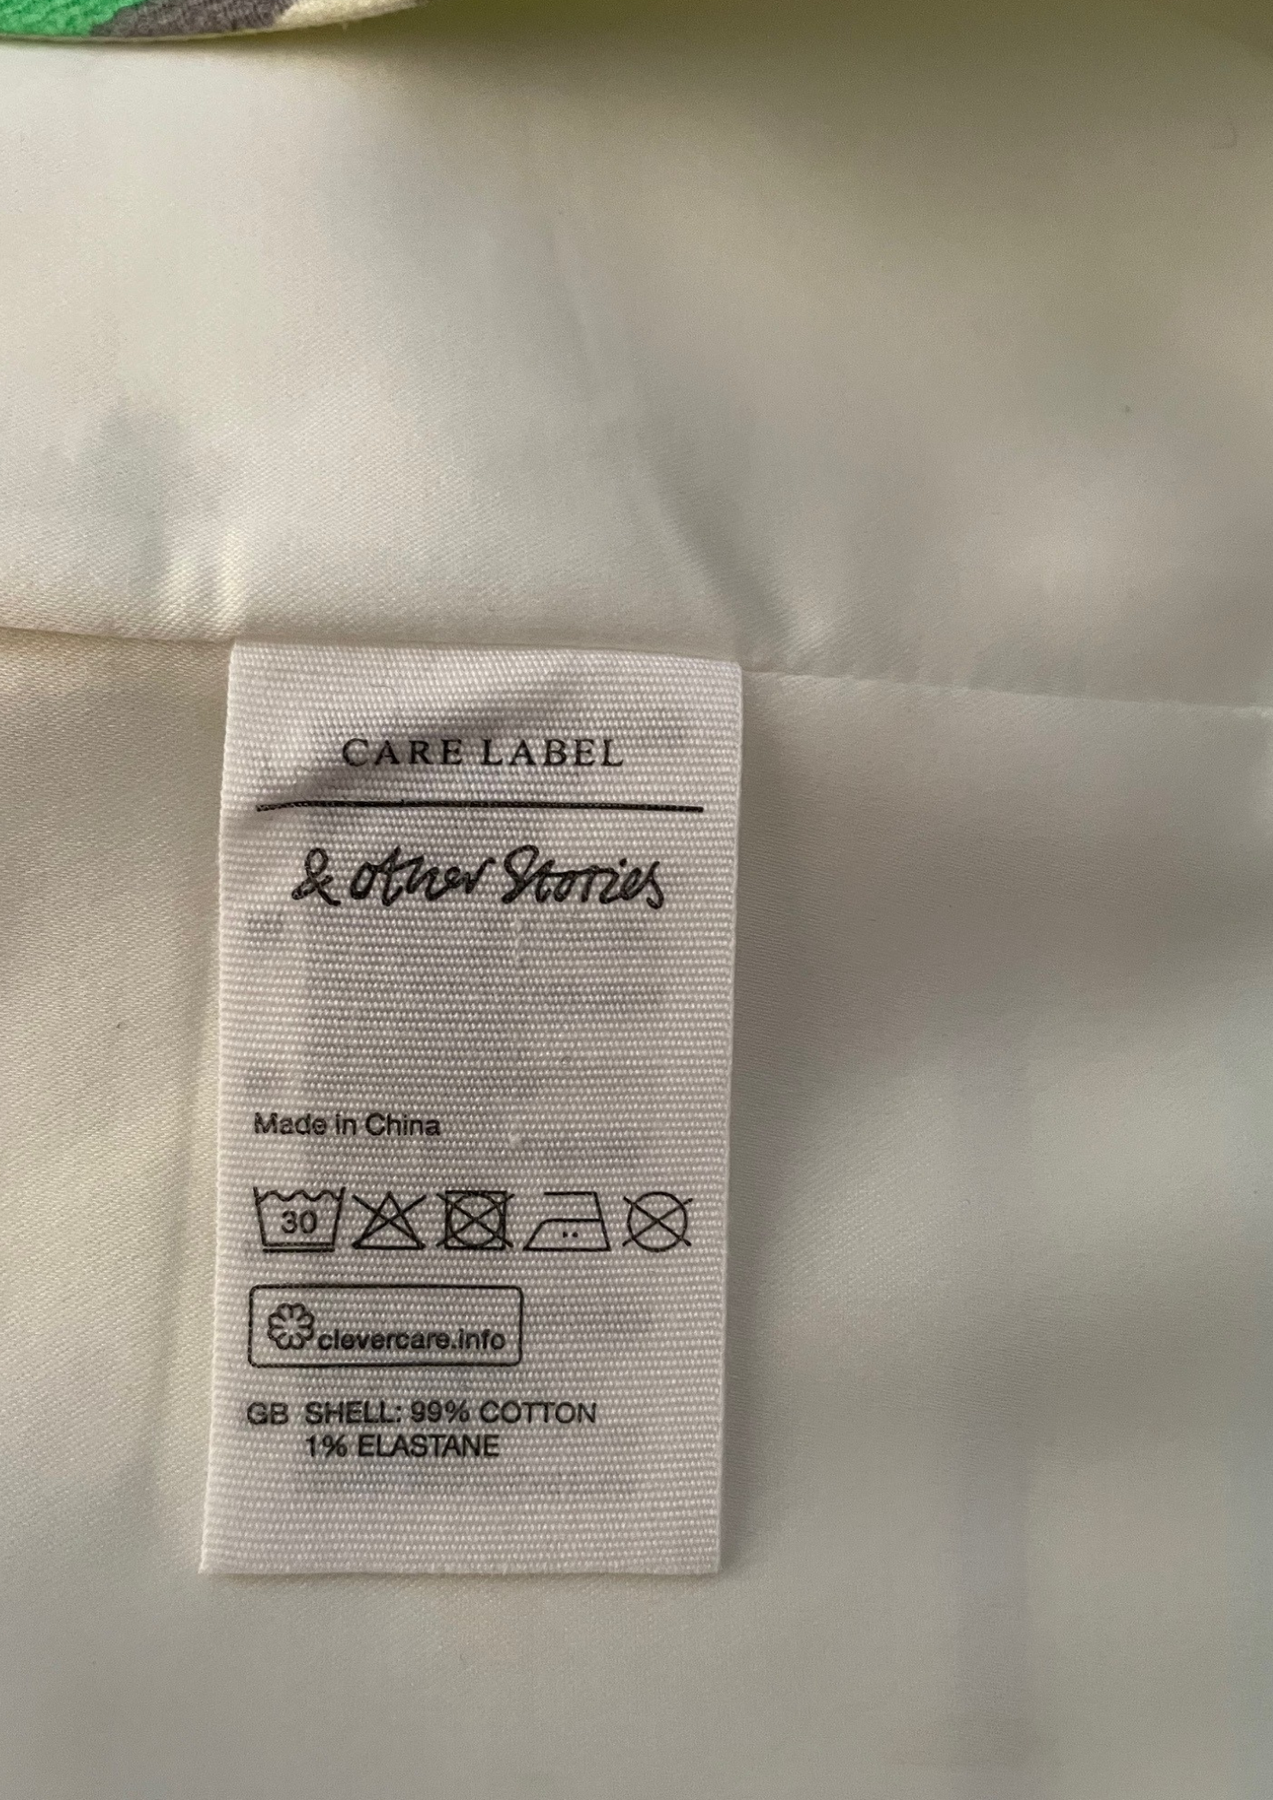 CARE LABEL
& other Stories
Made in China
30
clevercare.info
GB SHELL: 99% COTTON
1% ELASTANE